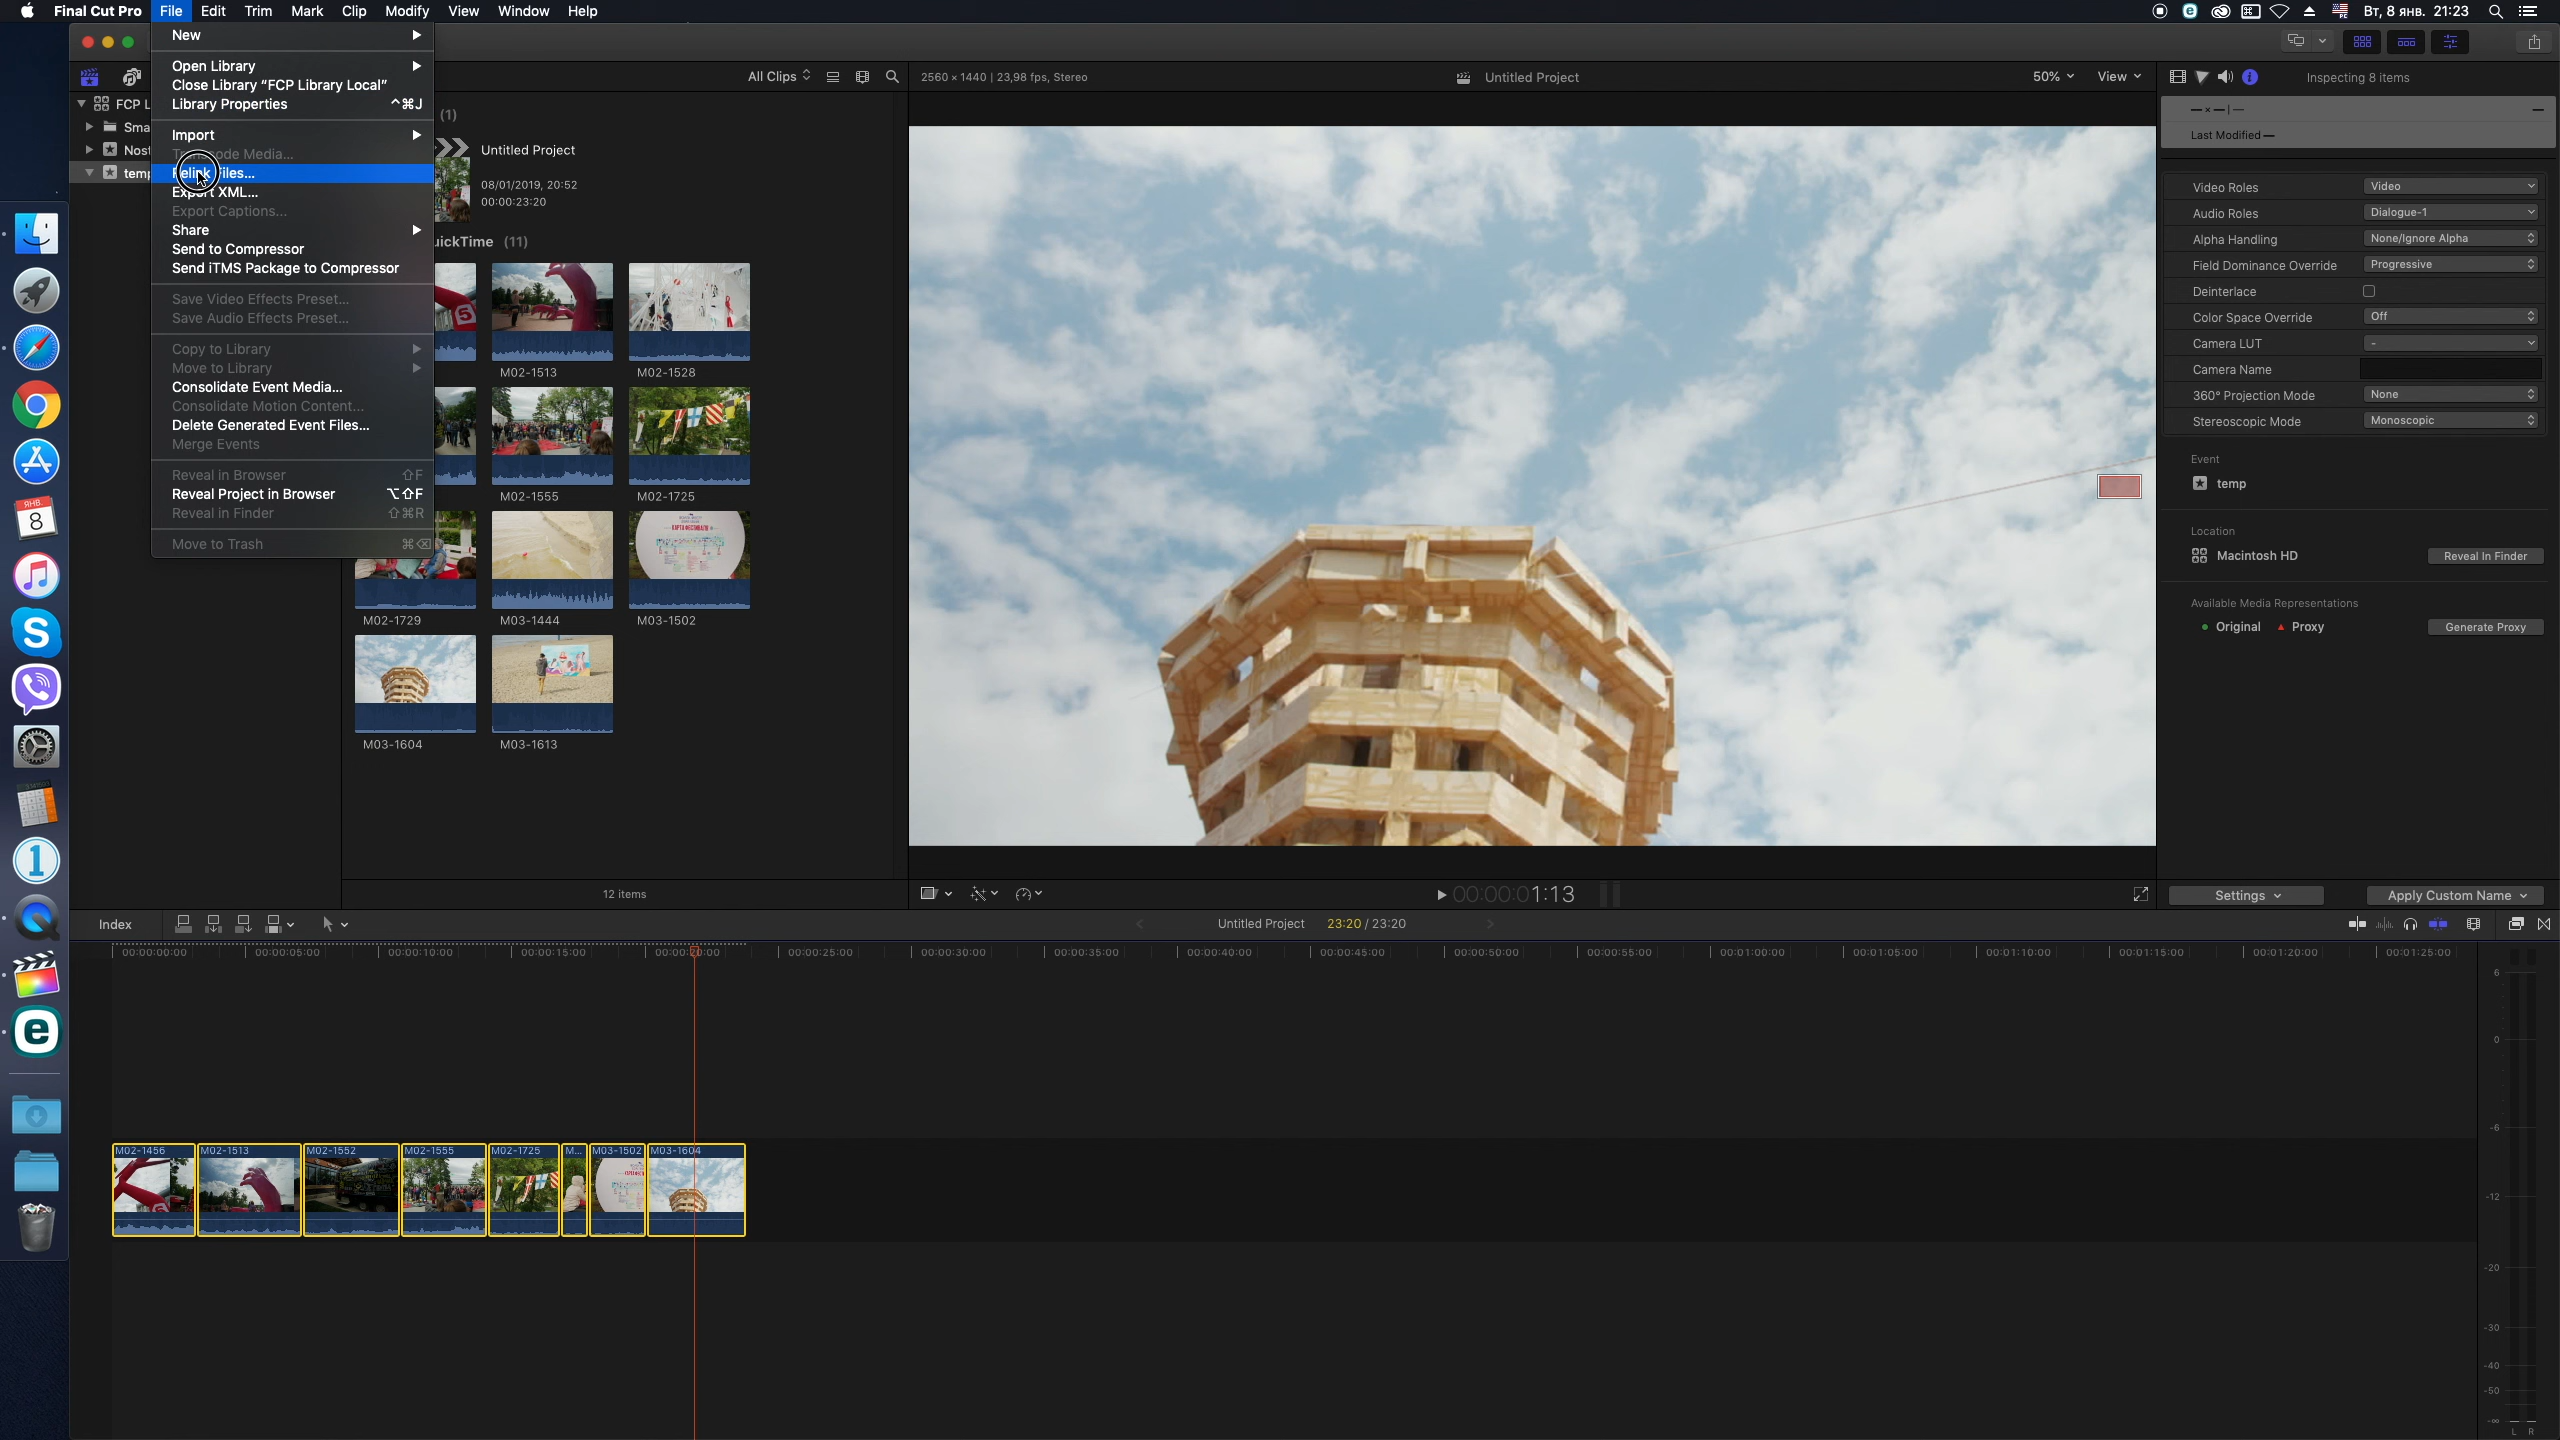 Final Cut Pro File Edit Trim Mark Clip Modify View Window Help
Вт, 8 янв. 21:23
New
Open Library
Close Library “FCP Library Local”
Library Properties ⌃⌘J
Import
Transcode Media...
Relink Files...
Export XML...
Export Captions...
Share
Send to Compressor
Send iTMS Package to Compressor
Save Video Effects Preset...
Save Audio Effects Preset...
Copy to Library
Move to Library
Consolidate Event Media...
Consolidate Motion Content...
Delete Generated Event Files...
Merge Events
Reveal in Browser ⇧F
Reveal Project in Browser ⌥⇧F
Reveal in Finder ⇧⌘R
Move to Trash ⌘⌫
FCP L
Sma
Nost
temp
ЯНВ.
8
All Clips
(1)
Untitled Project
08/01/2019, 20:52
00:00:23:20
uickTime (11)
M02-1513 M02-1528
M02-1555 M02-1725
M02-1729 M03-1444 M03-1502
M03-1604 M03-1613
12 items
2560 × 1440 | 23,98 fps, Stereo
Untitled Project
50% View
00:00:01:13
Inspecting 8 items
Last Modified —
Video Roles Video
Audio Roles Dialogue-1
Alpha Handling None/Ignore Alpha
Field Dominance Override Progressive
Deinterlace
Color Space Override Off
Camera LUT -
Camera Name
360° Projection Mode None
Stereoscopic Mode Monoscopic
Event
temp
Location
Macintosh HD Reveal In Finder
Available Media Representations
Original Proxy Generate Proxy
Settings Apply Custom Name
Index
Untitled Project 23:20 / 23:20
00:00:00:00 00:00:05:00 00:00:10:00 00:00:15:00 00:00:20:00 00:00:25:00 00:00:30:00 00:00:35:00 00:00:40:00 00:00:45:00 00:00:50:00 00:00:55:00 00:01:00:00 00:01:05:00 00:01:10:00 00:01:15:00 00:01:20:00 00:01:25:00
M02-1456 M02-1513 M02-1552 M02-1555 M02-1725 M... M03-1502 M03-1604
6
0
-6
-12
-20
-30
-40
-50
-∞
L R